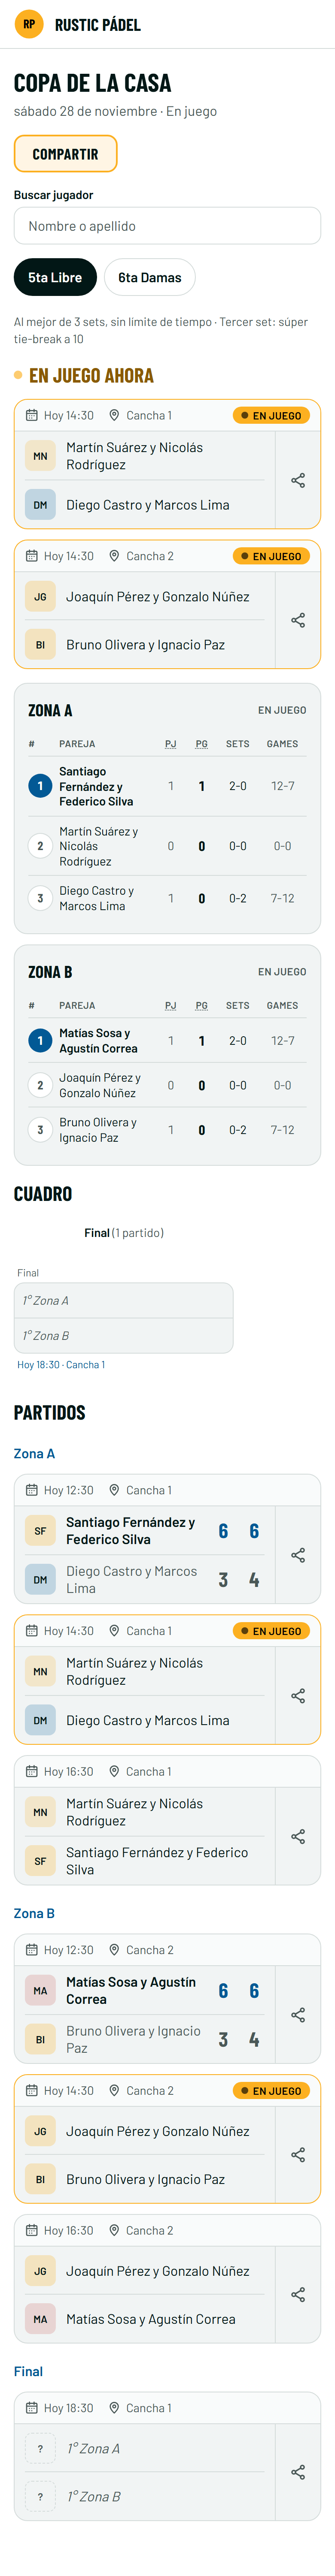 RP RUSTIC PÁDEL
COPA DE LA CASA
sábado 28 de noviembre · En juego
COMPARTIR
Buscar jugador
Nombre o apellido
5ta Libre 6ta Damas
Al mejor de 3 sets, sin límite de tiempo · Tercer set: súper
tie-break a 10
EN JUEGO AHORA
Hoy 14:30 Cancha 1 EN JUEGO
MN Martín Suárez y Nicolás
Rodríguez
DM Diego Castro y Marcos Lima
Hoy 14:30 Cancha 2 EN JUEGO
JG Joaquín Pérez y Gonzalo Núñez
BI Bruno Olivera y Ignacio Paz
ZONA A EN JUEGO
# PAREJA PJ PG SETS GAMES
1 Santiago
Fernández y
Federico Silva 1 1 2-0 12-7
2 Martín Suárez y
Nicolás
Rodríguez 0 0 0-0 0-0
3 Diego Castro y
Marcos Lima 1 0 0-2 7-12
ZONA B EN JUEGO
# PAREJA PJ PG SETS GAMES
1 Matías Sosa y
Agustín Correa 1 1 2-0 12-7
2 Joaquín Pérez y
Gonzalo Núñez 0 0 0-0 0-0
3 Bruno Olivera y
Ignacio Paz 1 0 0-2 7-12
CUADRO
Final (1 partido)
Final
1° Zona A
1° Zona B
Hoy 18:30 · Cancha 1
PARTIDOS
Zona A
Hoy 12:30 Cancha 1
SF Santiago Fernández y
Federico Silva 6 6
DM Diego Castro y Marcos
Lima 3 4
Hoy 14:30 Cancha 1 EN JUEGO
MN Martín Suárez y Nicolás
Rodríguez
DM Diego Castro y Marcos Lima
Hoy 16:30 Cancha 1
MN Martín Suárez y Nicolás
Rodríguez
SF Santiago Fernández y Federico
Silva
Zona B
Hoy 12:30 Cancha 2
MA Matías Sosa y Agustín
Correa 6 6
BI Bruno Olivera y Ignacio
Paz 3 4
Hoy 14:30 Cancha 2 EN JUEGO
JG Joaquín Pérez y Gonzalo Núñez
BI Bruno Olivera y Ignacio Paz
Hoy 16:30 Cancha 2
JG Joaquín Pérez y Gonzalo Núñez
MA Matías Sosa y Agustín Correa
Final
Hoy 18:30 Cancha 1
? 1° Zona A
? 1° Zona B